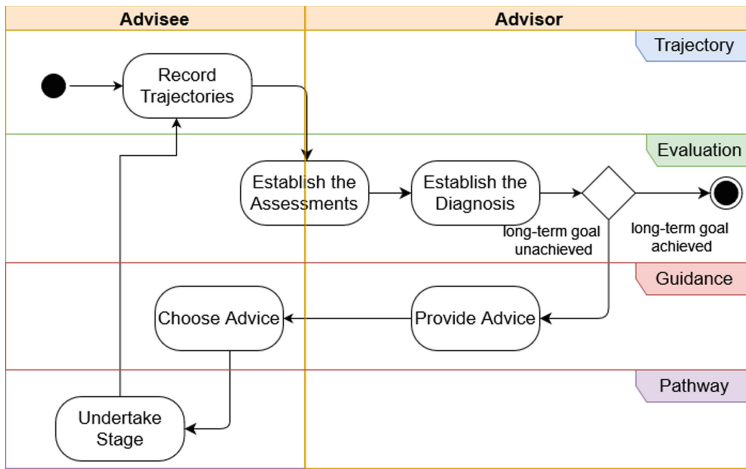 Advisee
Advisor
Trajectory
Record
Trajectories
Evaluation
Establish the
Assessments
Establish the
Diagnosis
long-term goal
unachieved
long-term goal
achieved
Guidance
Choose Advice
Provide Advice
Pathway
Undertake
Stage